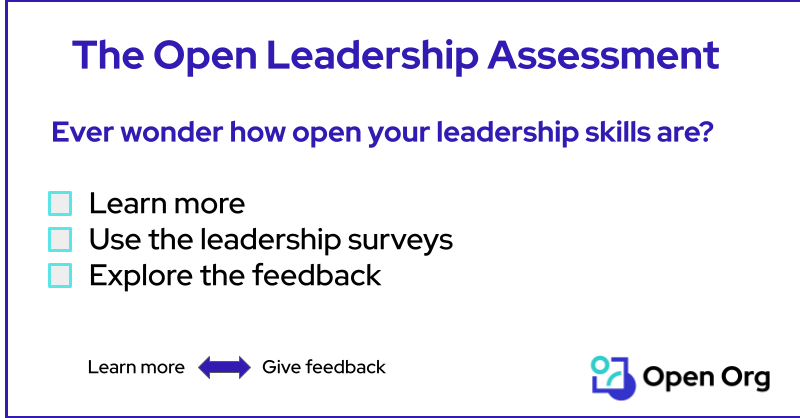 The Open Leadership Assessment
Ever wonder how open your leadership skills are?
Learn more
Use the leadership surveys
Explore the feedback
Learn more Give feedback
Open Org